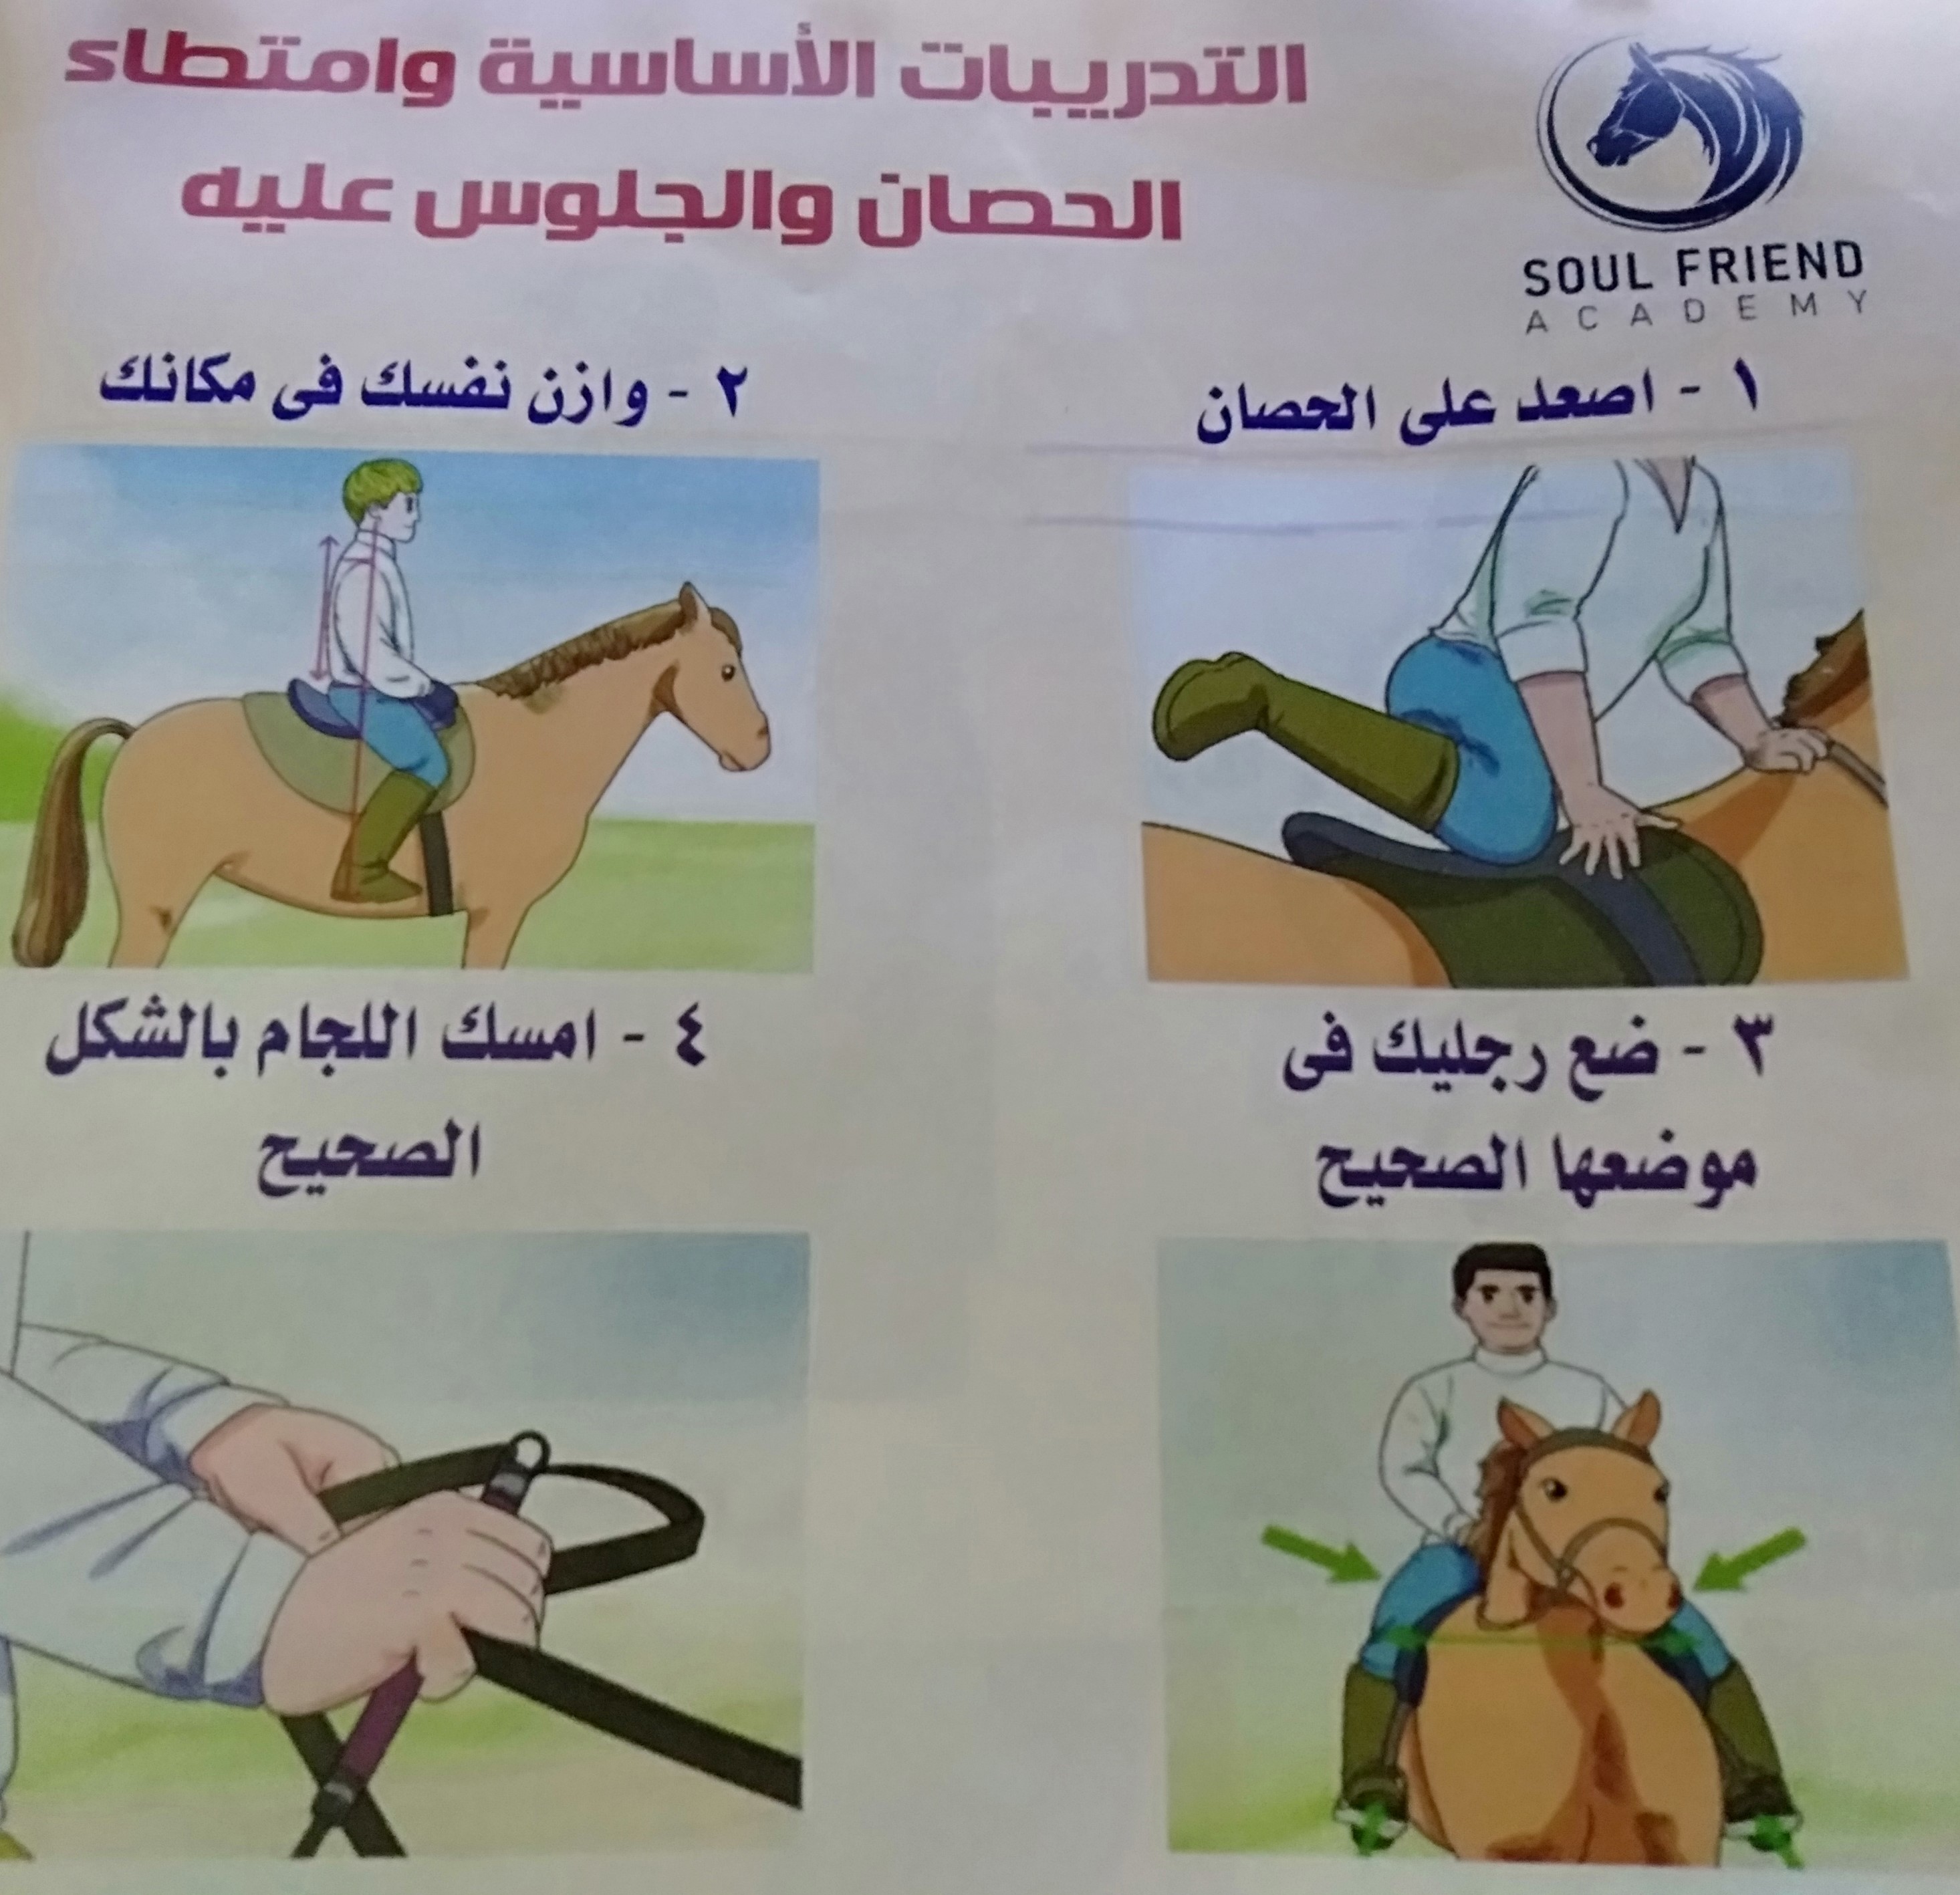 التدريبات الأساسية وامتطاء
الحصان والجلوس عليه
SOUL FRIEND
ACADEMY
١ - اصعد على الحصان
٢ - وازن نفسك فى مكانك
٣ - ضع رجليك فى
موضعها الصحيح
٤ - امسك اللجام بالشكل
الصحيح